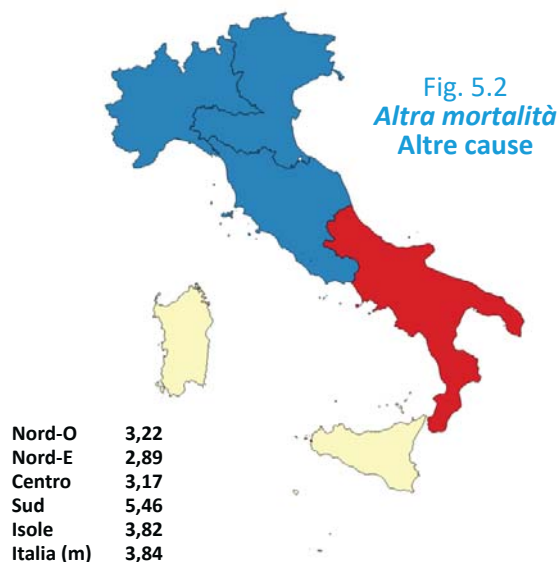 Fig. 5.2
Altra mortalità
Altre cause
Nord-O 3,22
Nord-E 2,89
Centro 3,17
Sud 5,46
Isole 3,82
Italia (m) 3,84